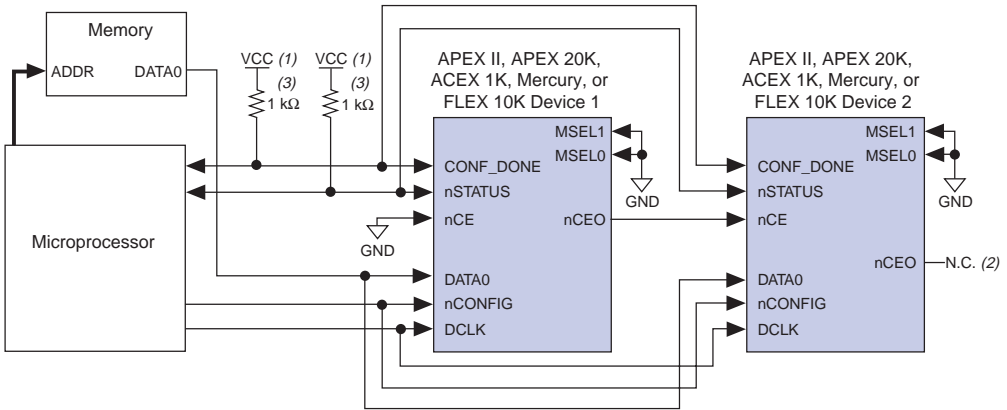 Memory
ADDR DATA0
VCC (1)
(3)
1 kΩ
VCC (1)
(3)
1 kΩ
APEX II, APEX 20K,
ACEX 1K, Mercury, or
FLEX 10K Device 1
MSEL1
MSEL0
CONF_DONE
nSTATUS
nCE
nCEO
DATA0
nCONFIG
DCLK
GND
GND
Microprocessor
APEX II, APEX 20K,
ACEX 1K, Mercury, or
FLEX 10K Device 2
MSEL1
MSEL0
CONF_DONE
nSTATUS
nCE
nCEO
N.C. (2)
DATA0
nCONFIG
DCLK
GND